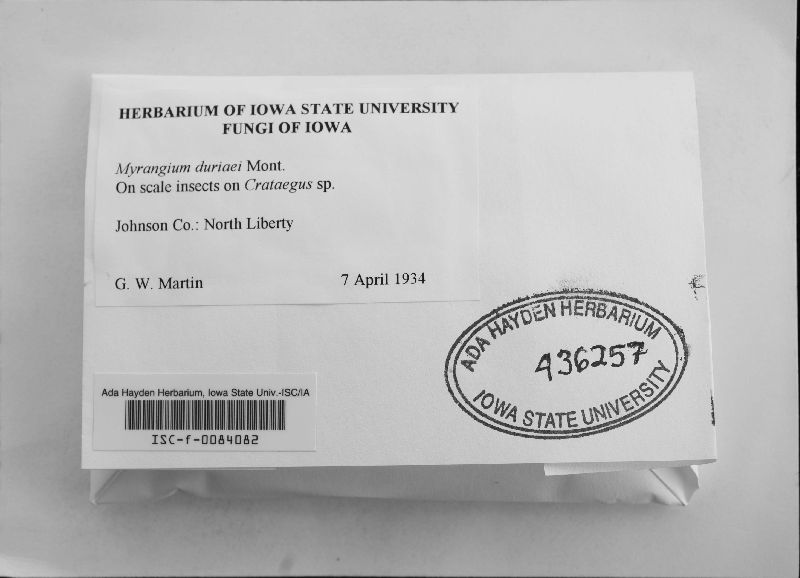 HERBARIUM OF IOWA STATE UNIVERSITY
FUNGI OF IOWA
Myrangium duriaei Mont.
On scale insects on Crataegus sp.
Johnson Co.: North Liberty
G. W. Martin 7 April 1934
ADA HAYDEN HERBARIUM
436257
IOWA STATE UNIVERSITY
Ada Hayden Herbarium, Iowa State Univ.-ISC/IA
ISC-f-0084082